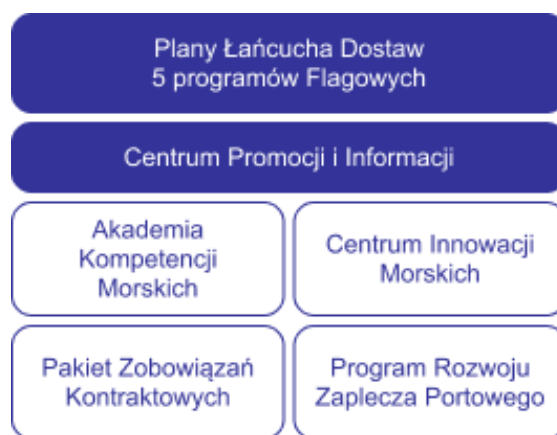 Plany Łańcucha Dostaw
5 programów Flagowych
Centrum Promocji i Informacji
Akademia
Kompetencji
Morskich
Centrum Innowacji
Morskich
Pakiet Zobowiązań
Kontraktowych
Program Rozwoju
Zaplecza Portowego